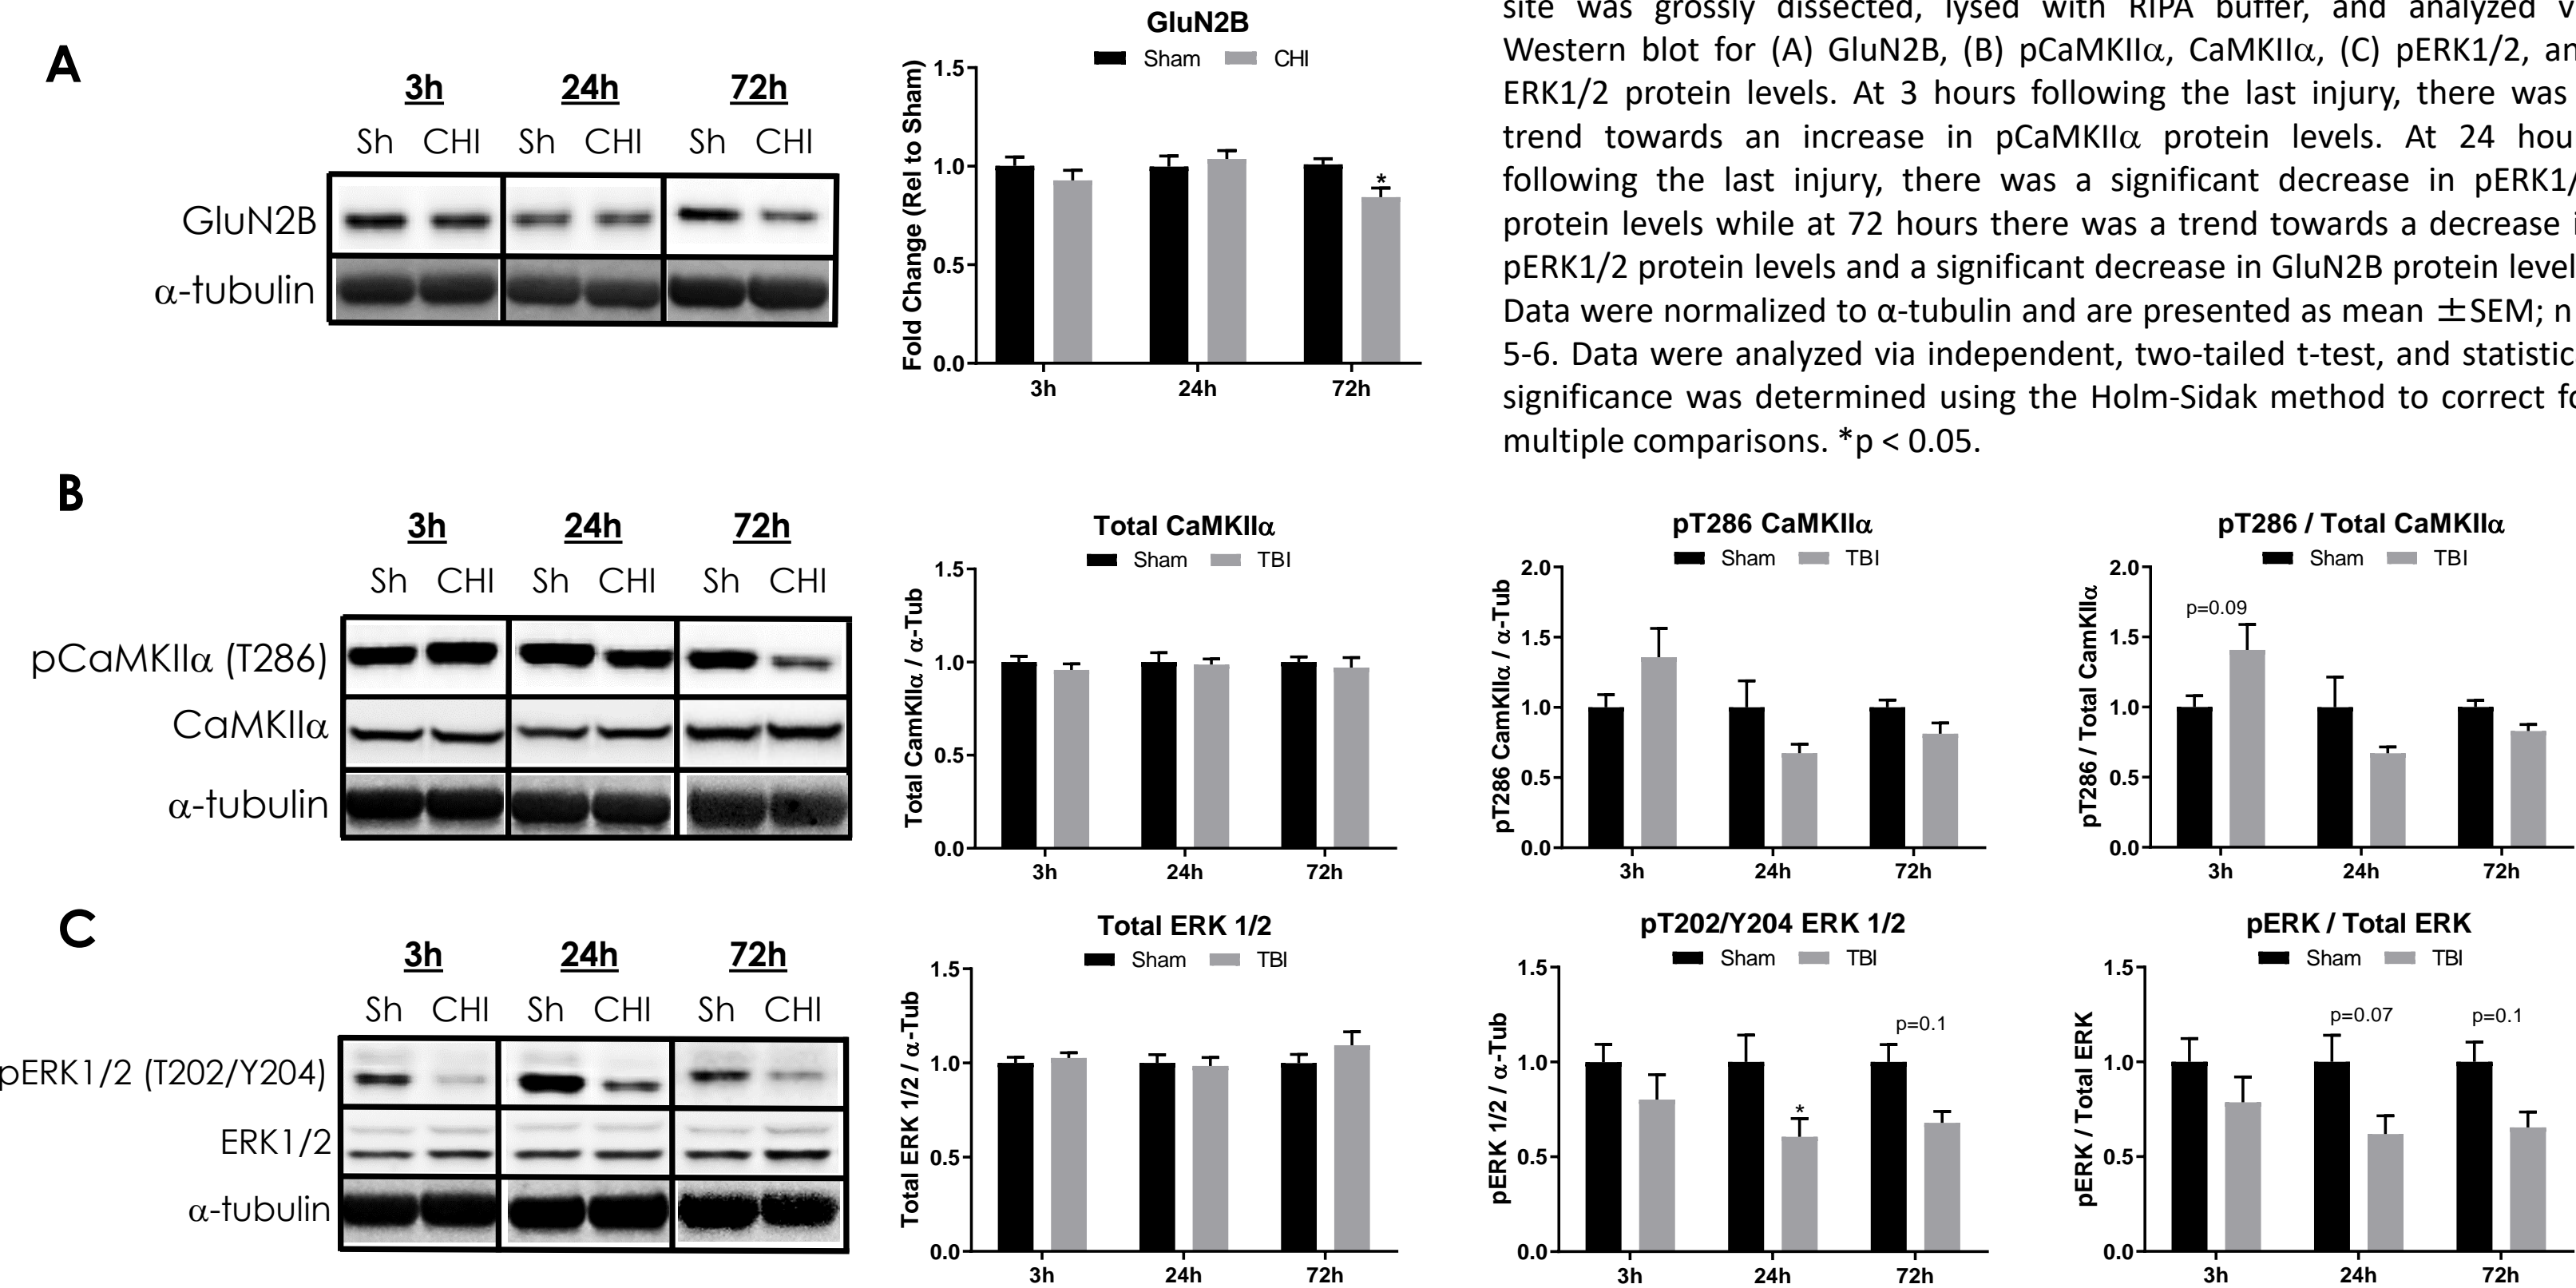 site was grossly dissected, lysed with RIPA buffer, and analyzed
Western blot for (A) GluN2B, (B) pCaMKIIα, CaMKIIα, (C) pERK1/2,
ERK1/2 protein levels. At 3 hours following the last injury, there was
trend towards an increase in pCaMKIIα protein levels. At 24
following the last injury, there was a significant decrease in
protein levels while at 72 hours there was a trend towards a decrease
pERK1/2 protein levels and a significant decrease in GluN2B protein
Data were normalized to α-tubulin and are presented as mean ±SEM; n
5-6. Data were analyzed via independent, two-tailed t-test, and
significance was determined using the Holm-Sidak method to correct
multiple comparisons. *p < 0.05.
A
3h 24h 72h
Sh CHI Sh CHI Sh CHI
GluN2B
α-tubulin
GluN2B
Sham CHI
Fold Change (Rel to Sham)
1.5
1.0
0.5
0.0
*
3h 24h 72h
B
3h 24h 72h
Sh CHI Sh CHI Sh CHI
pCaMKIIα (T286)
CaMKIIα
α-tubulin
Total CaMKIIα
Sham TBI
Total CamKIIα / α-Tub
1.5
1.0
0.5
0.0
3h 24h 72h
pT286 CaMKIIα
Sham TBI
pT286 CamKIIα / α-Tub
2.0
1.5
1.0
0.5
0.0
3h 24h 72h
pT286 / Total CaMKIIα
Sham TBI
pT286 / Total CamKIIα
2.0
1.5
1.0
0.5
0.0
p=0.09
3h 24h 72h
C
3h 24h 72h
Sh CHI Sh CHI Sh CHI
pERK1/2 (T202/Y204)
ERK1/2
α-tubulin
Total ERK 1/2
Sham TBI
Total ERK 1/2 / α-Tub
1.5
1.0
0.5
0.0
3h 24h 72h
pT202/Y204 ERK 1/2
Sham TBI
pERK 1/2 / α-Tub
1.5
1.0
0.5
0.0
*
p=0.1
3h 24h 72h
pERK / Total ERK
Sham TBI
pERK / Total ERK
1.5
1.0
0.5
0.0
p=0.07
p=0.1
3h 24h 72h